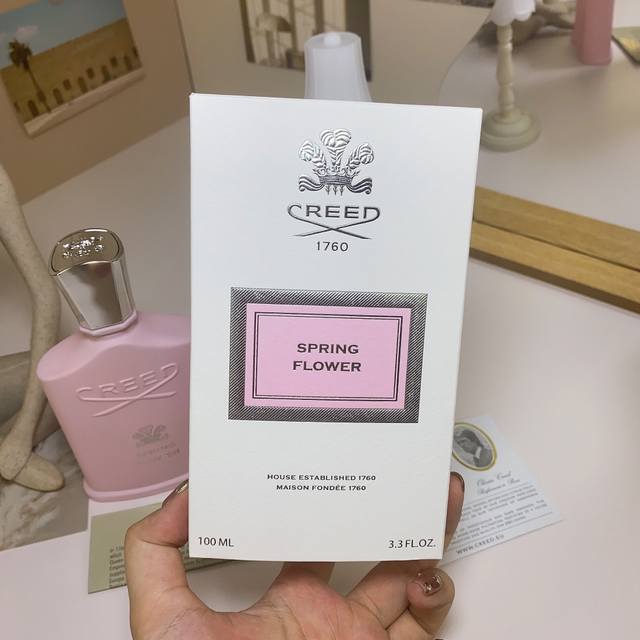 CREED
1760
SPRING
FLOWER
HOUSE ESTABLISHED 1760
MAISON FONDÉE 1760
100 ML
3.3 FL.OZ.
CREED
WWW.CREED.EU